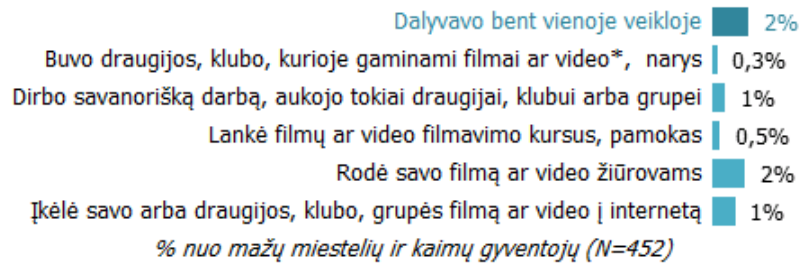 Dalyvavo bent vienoje veikloje 2%
Buvo draugijos, klubo, kurioje gaminami filmai ar video*, narys 0,3%
Dirbo savanorišką darbą, aukojo tokiai draugijai, klubui arba grupei 1%
Lankė filmų ar video filmavimo kursus, pamokas 0,5%
Rodė savo filmą ar video žiūrovams 2%
Įkėlė savo arba draugijos, klubo, grupės filmą ar video į internetą 1%
% nuo mažų miestelių ir kaimų gyventojų (N=452)